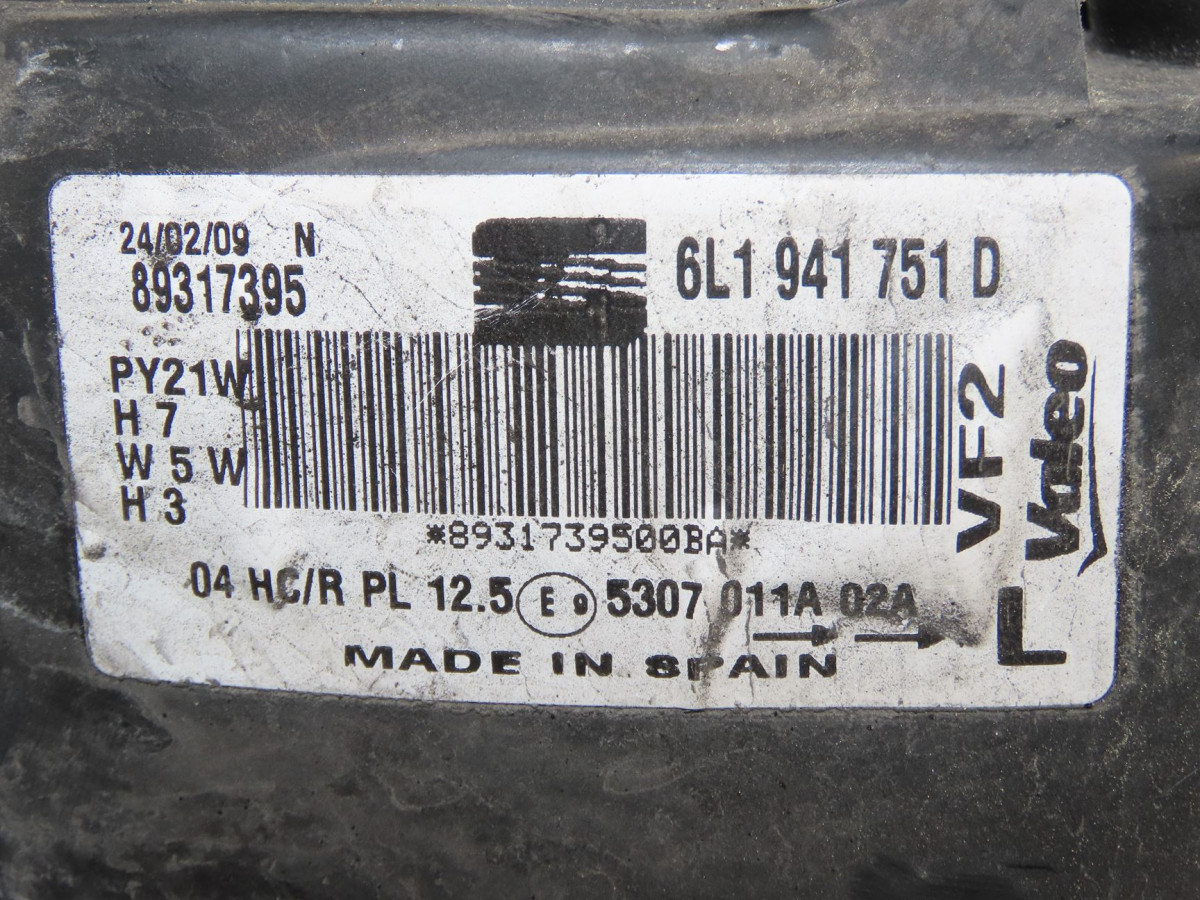 24/02/09 N
89317395
6L1 941 751 D
PY21W
H 7
W 5 W
H 3
*8931739500BA*
VF2
Valeo
04 HC/R PL 12.5 E 9 5307 011A 02A
MADE IN SPAIN
L